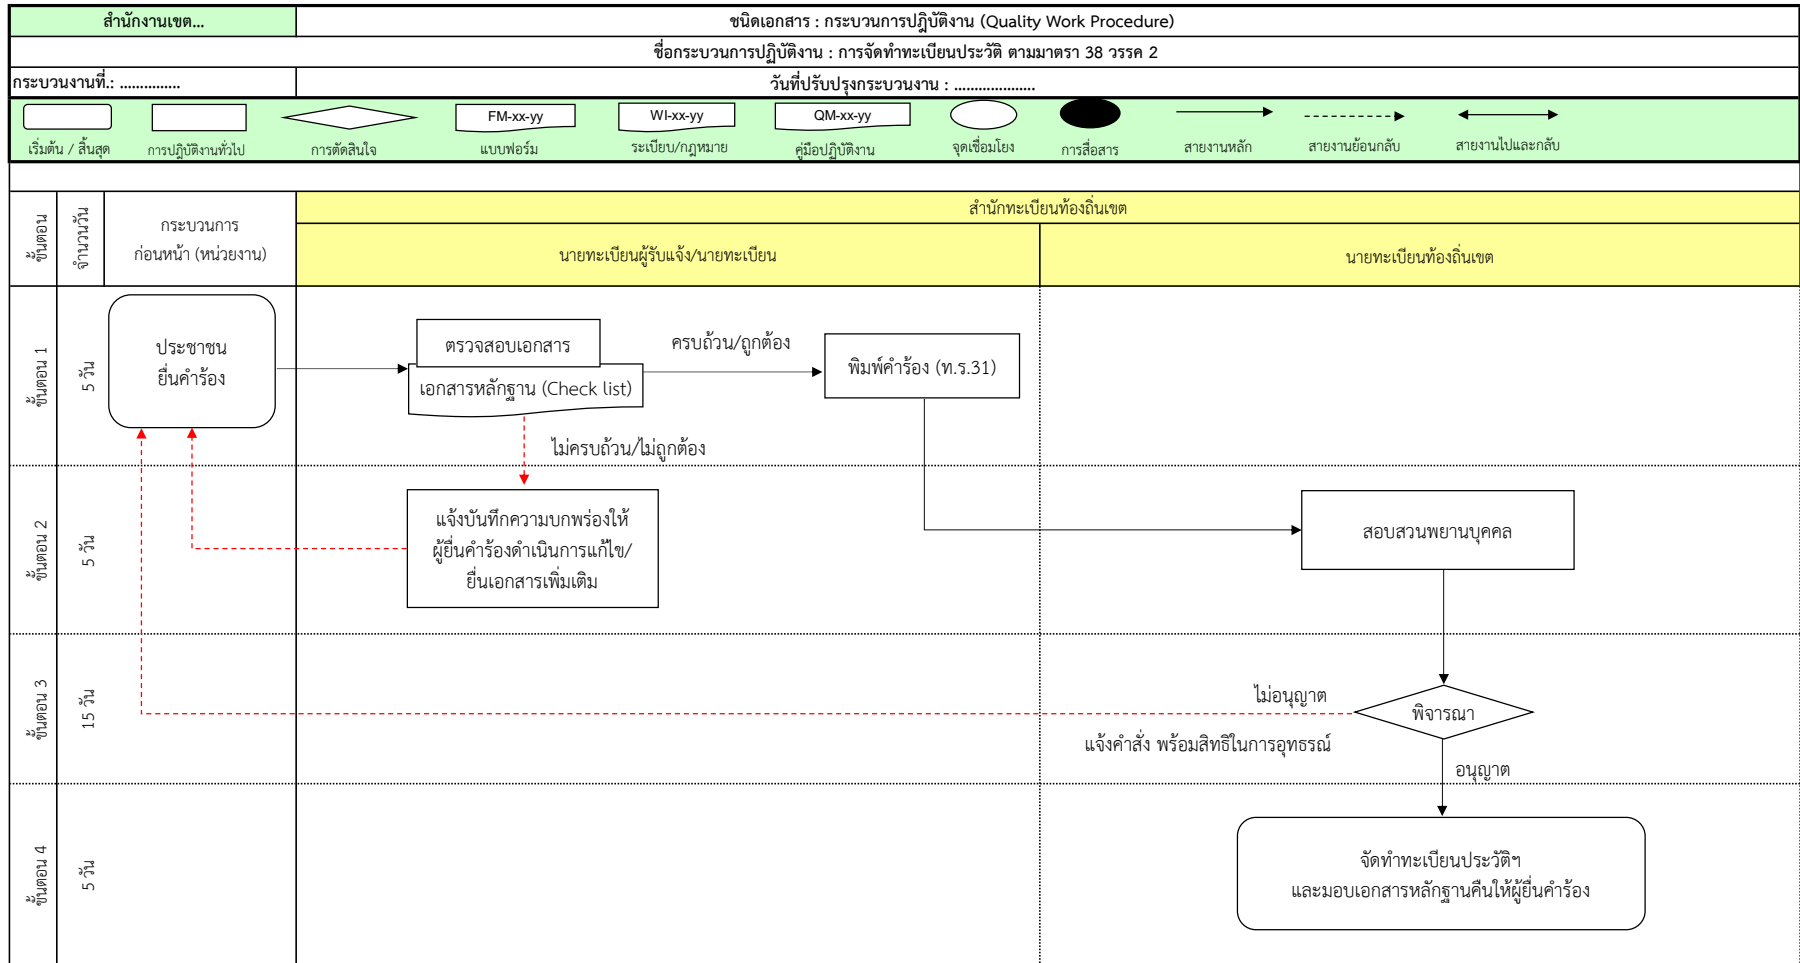 สำนักงานเขต...
ชนิดเอกสาร : กระบวนการปฏิบัติงาน (Quality Work Procedure)
ชื่อกระบวนการปฏิบัติงาน : การจัดทำทะเบียนประวัติ ตามมาตรา 38 วรรค 2
กระบวนงานที่.: ...............
วันที่ปรับปรุงกระบวนงาน : ....................
FM-xx-yy
WI-xx-yy
QM-xx-yy
เริ่มต้น / สิ้นสุด
การปฏิบัติงานทั่วไป
การตัดสินใจ
แบบฟอร์ม
ระเบียบ/กฎหมาย
คู่มือปฏิบัติงาน
จุดเชื่อมโยง
การสื่อสาร
สายงานหลัก
สายงานย้อนกลับ
สายงานไปและกลับ
ขั้นตอน
จำนวนวัน
กระบวนการ
ก่อนหน้า (หน่วยงาน)
สำนักทะเบียนท้องถิ่นเขต
นายทะเบียนผู้รับแจ้ง/นายทะเบียน
นายทะเบียนท้องถิ่นเขต
ขั้นตอน 1
5 วัน
ประชาชน
ยื่นคำร้อง
ตรวจสอบเอกสาร
เอกสารหลักฐาน (Check list)
ครบถ้วน/ถูกต้อง
พิมพ์คำร้อง (ท.ร.31)
ไม่ครบถ้วน/ไม่ถูกต้อง
ขั้นตอน 2
5 วัน
แจ้งบันทึกความบกพร่องให้
ผู้ยื่นคำร้องดำเนินการแก้ไข/
ยื่นเอกสารเพิ่มเติม
สอบสวนพยานบุคคล
ขั้นตอน 3
15 วัน
ไม่อนุญาต
พิจารณา
แจ้งคำสั่ง พร้อมสิทธิในการอุทธรณ์
อนุญาต
ขั้นตอน 4
5 วัน
จัดทำทะเบียนประวัติฯ
และมอบเอกสารหลักฐานคืนให้ผู้ยื่นคำร้อง